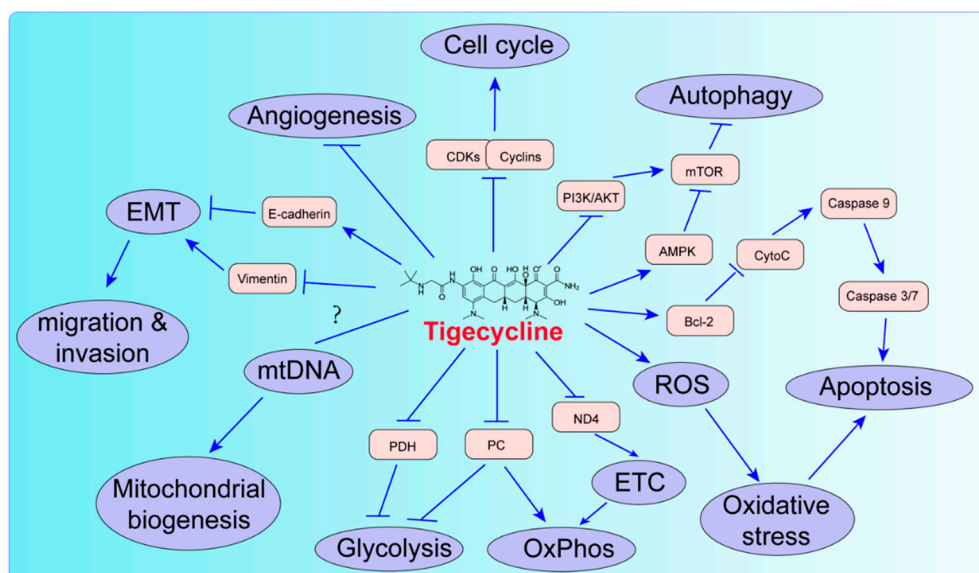 Cell cycle
Autophagy
Angiogenesis
CDKs
Cyclins
mTOR
PI3K/AKT
Caspase 9
EMT
E-cadherin
AMPK
CytoC
Vimentin
Caspase 3/7
Bcl-2
migration &
invasion
?
Tigecycline
mtDNA
ROS
Apoptosis
ND4
PDH
PC
ETC
Mitochondrial
biogenesis
Oxidative
stress
Glycolysis
OxPhos